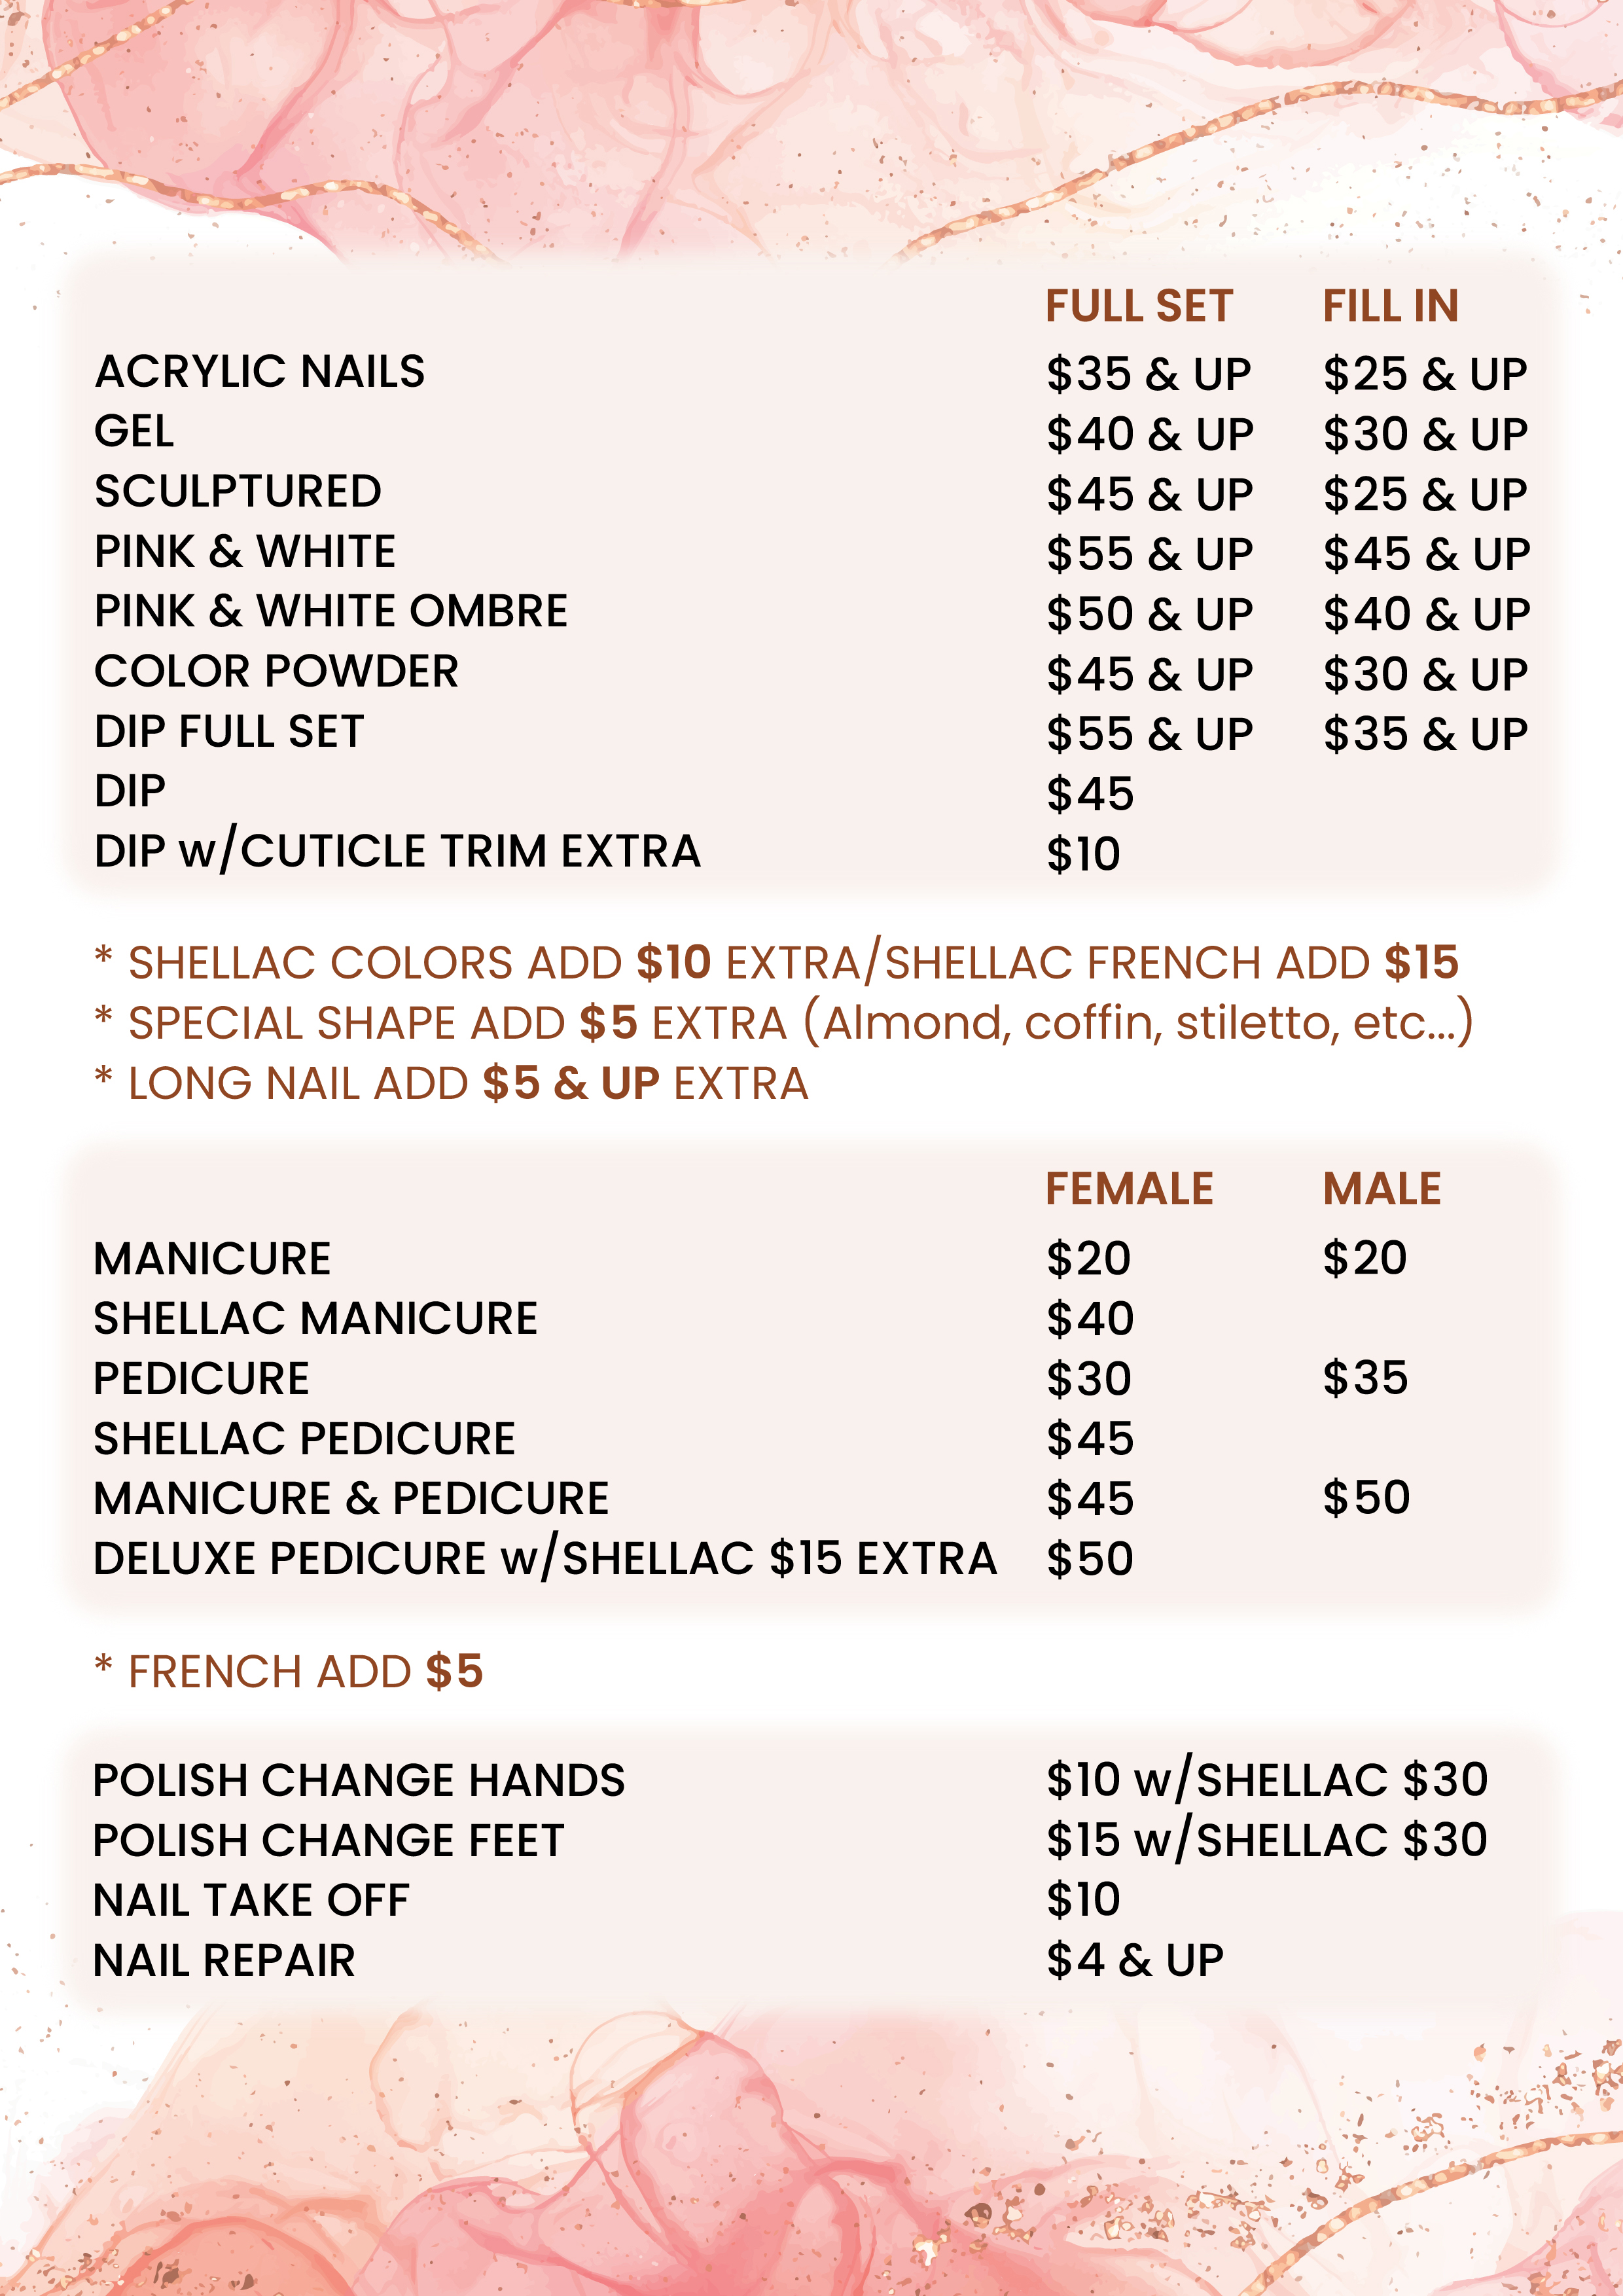 FULL SET FILL IN
ACRYLIC NAILS $35 & UP $25 & UP
GEL $40 & UP $30 & UP
SCULPTURED $45 & UP $25 & UP
PINK & WHITE $55 & UP $45 & UP
PINK & WHITE OMBRE $50 & UP $40 & UP
COLOR POWDER $45 & UP $30 & UP
DIP FULL SET $55 & UP $35 & UP
DIP $45
DIP w/CUTICLE TRIM EXTRA $10
* SHELLAC COLORS ADD $10 EXTRA/SHELLAC FRENCH ADD $15
* SPECIAL SHAPE ADD $5 EXTRA (Almond, coffin, stiletto, etc...)
* LONG NAIL ADD $5 & UP EXTRA
FEMALE MALE
MANICURE $20 $20
SHELLAC MANICURE $40
PEDICURE $30 $35
SHELLAC PEDICURE $45
MANICURE & PEDICURE $45 $50
DELUXE PEDICURE w/SHELLAC $15 EXTRA $50
* FRENCH ADD $5
POLISH CHANGE HANDS $10 w/SHELLAC $30
POLISH CHANGE FEET $15 w/SHELLAC $30
NAIL TAKE OFF $10
NAIL REPAIR $4 & UP